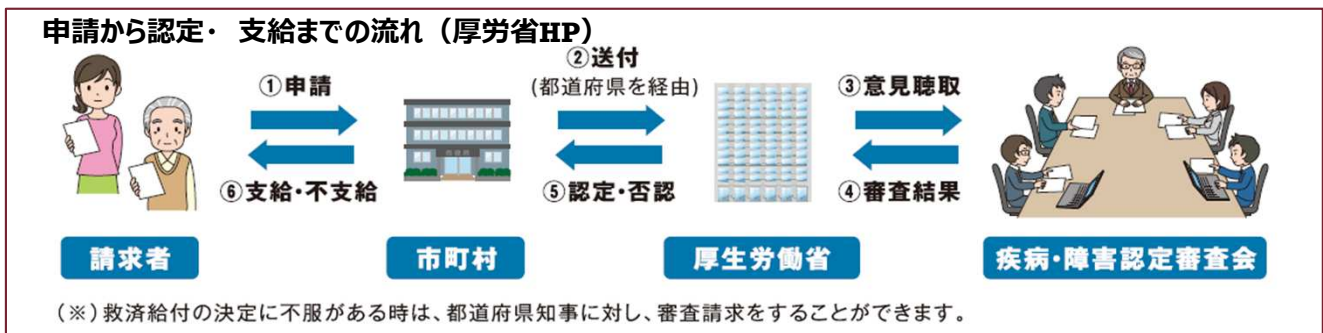 申請から認定・ 支給までの流れ（厚労省HP）
①申請
②送付
(都道府県を経由)
③意見聴取
⑥支給・不支給
⑤認定・否認
④審査結果
請求者
市町村
厚生労働省
疾病・障害認定審査会
(※)救済給付の決定に不服がある時は、都道府県知事に対し、審査請求をすることができます。